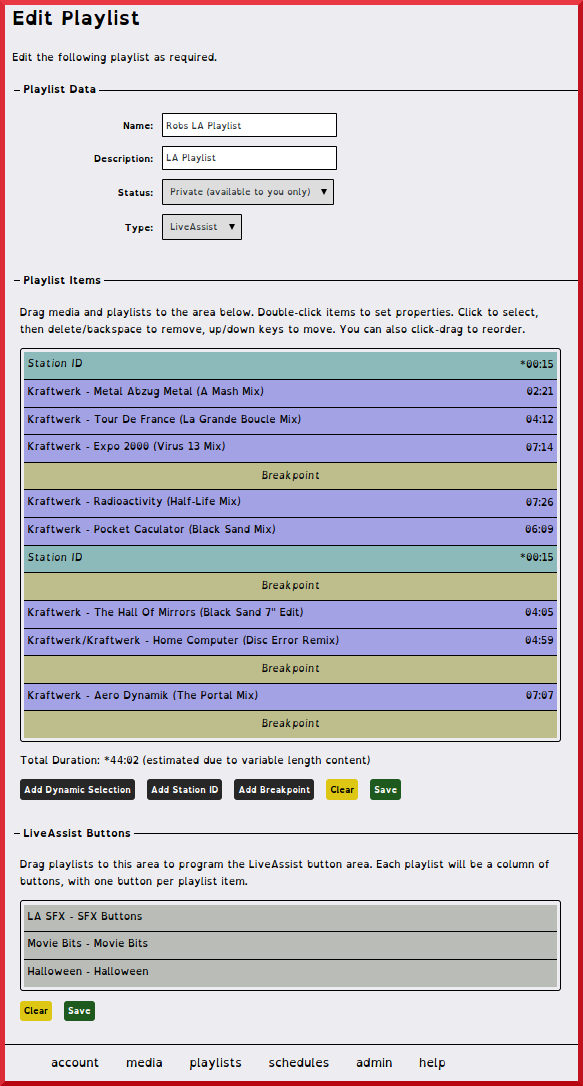 Edit Playlist
Edit the following playlist as required.
Playlist Data
Name: Robs LA Playlist
Description: LA Playlist
Status: Private (available to you only) ▼
Type: LiveAssist ▼
Playlist Items
Drag media and playlists to the area below. Double-click items to set properties. Click to select,
then delete/backspace to remove, up/down keys to move. You can also click-drag to reorder.
Station ID *00:15
Kraftwerk - Metal Abzug Metal (A Mash Mix) 02:21
Kraftwerk - Tour De France (La Grande Boucle Mix) 04:12
Kraftwerk - Expo 2000 (Virus 13 Mix) 07:14
Breakpoint
Kraftwerk - Radioactivity (Half-Life Mix) 07:26
Kraftwerk - Pocket Caculator (Black Sand Mix) 06:09
Station ID *00:15
Breakpoint
Kraftwerk - The Hall Of Mirrors (Black Sand 7" Edit) 04:05
Kraftwerk/Kraftwerk - Home Computer (Disc Error Remix) 04:59
Breakpoint
Kraftwerk - Aero Dynamik (The Portal Mix) 07:07
Breakpoint
Total Duration: *44:02 (estimated due to variable length content)
Add Dynamic Selection Add Station ID Add Breakpoint Clear Save
LiveAssist Buttons
Drag playlists to this area to program the LiveAssist button area. Each playlist will be a column of
buttons, with one button per playlist item.
LA SFX - SFX Buttons
Movie Bits - Movie Bits
Halloween - Halloween
Clear Save
account media playlists schedules admin help